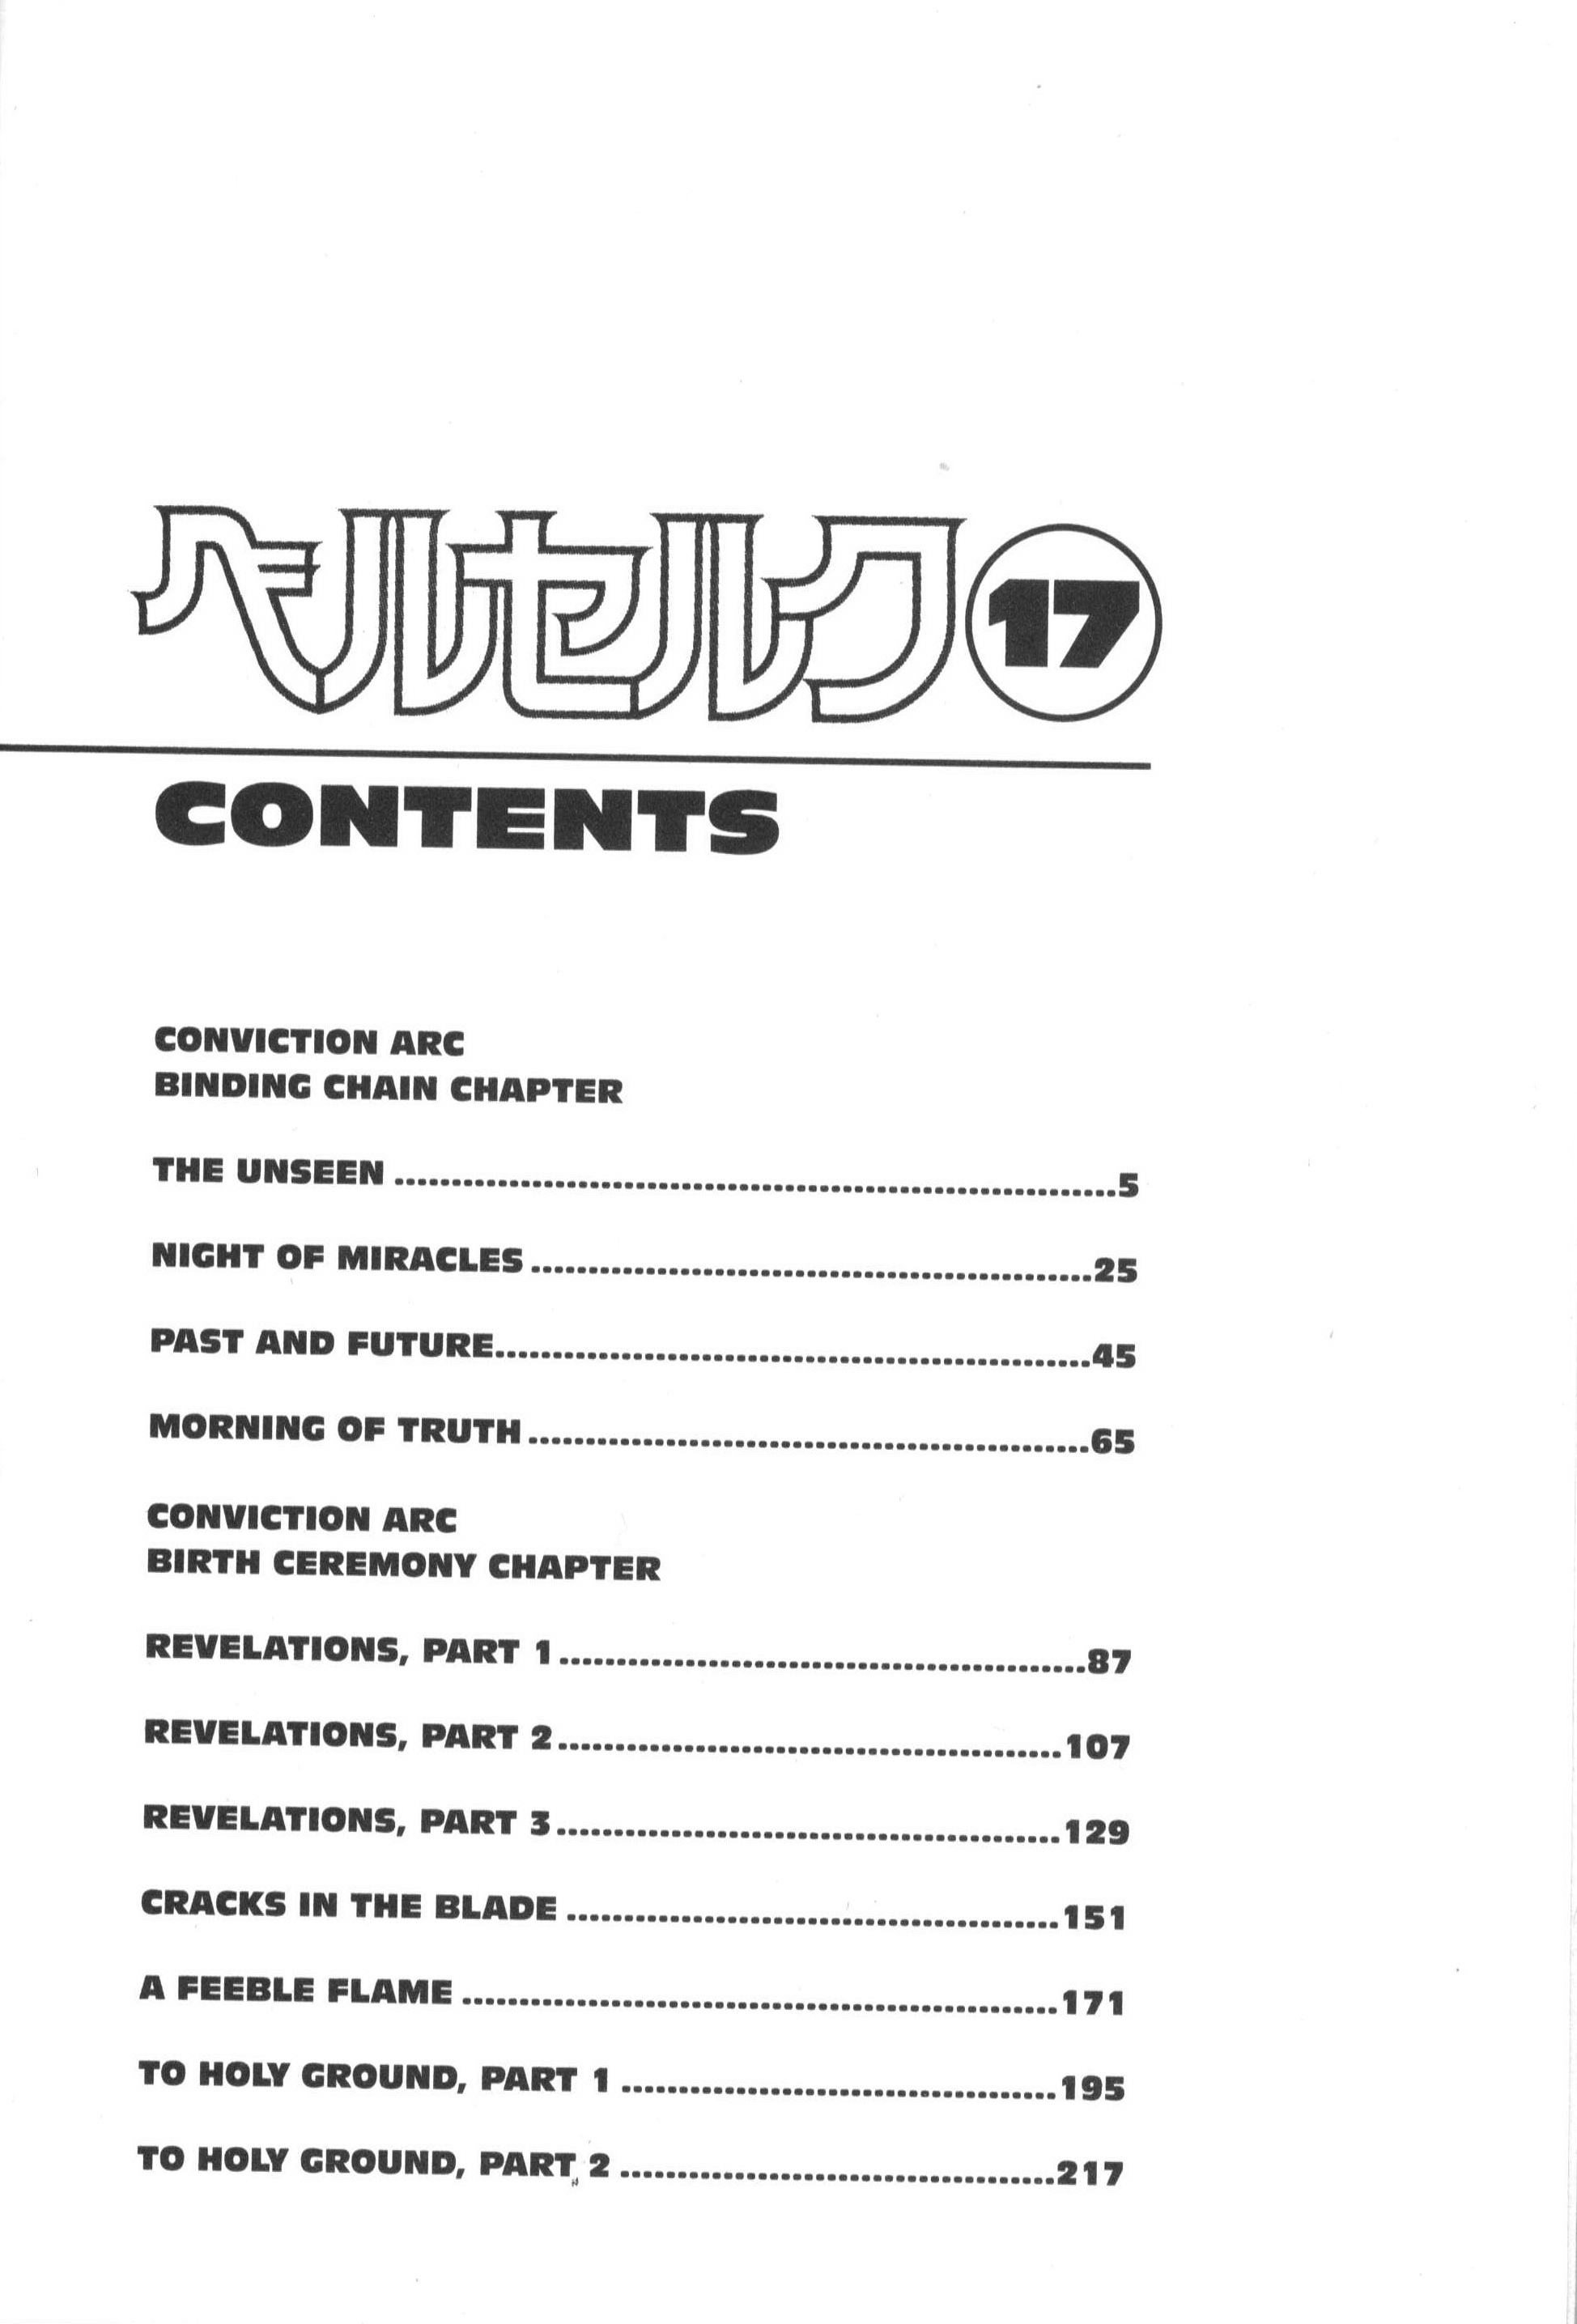 ベルセルク 17
CONTENTS
CONVICTION ARC
BINDING CHAIN CHAPTER
THE UNSEEN ..... 5
NIGHT OF MIRACLES ..... 25
PAST AND FUTURE ..... 45
MORNING OF TRUTH ..... 65
CONVICTION ARC
BIRTH CEREMONY CHAPTER
REVELATIONS, PART 1 ..... 87
REVELATIONS, PART 2 ..... 107
REVELATIONS, PART 3 ..... 129
CRACKS IN THE BLADE ..... 151
A FEEBLE FLAME ..... 171
TO HOLY GROUND, PART 1 ..... 195
TO HOLY GROUND, PART 2 ..... 217